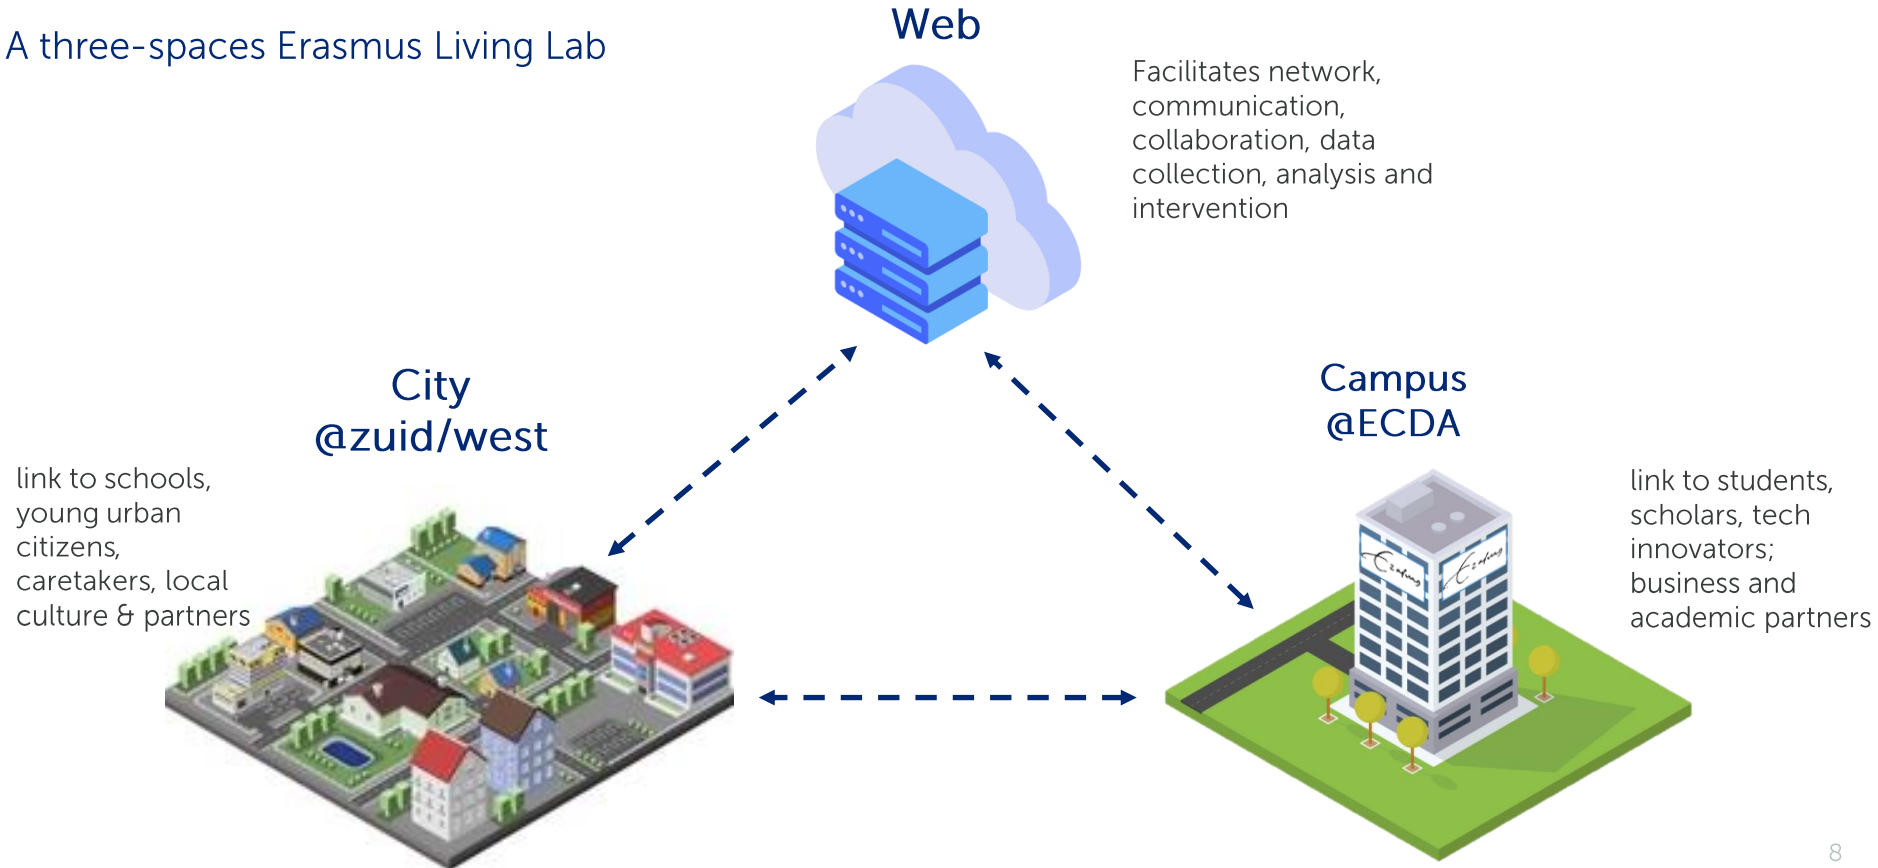 A three-spaces Erasmus Living Lab
Web
Facilitates network,
communication,
collaboration, data
collection, analysis and
intervention
City
@zuid/west
link to schools,
young urban
citizens,
caretakers, local
culture & partners
Campus
@ECDA
link to students,
scholars, tech
innovators;
business and
academic partners
Erasmus
Erasmus
8